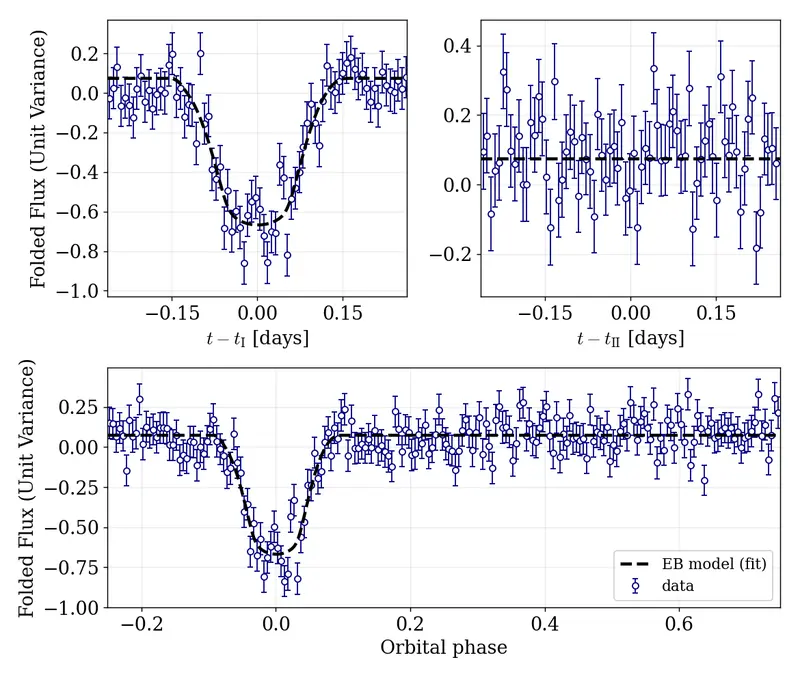 Folded Flux (Unit Variance)
0.2
0.0
−0.2
−0.4
−0.6
−0.8
−1.0
−0.15 0.00 0.15
t − tI [days]
0.4
0.2
0.0
−0.2
−0.15 0.00 0.15
t − tII [days]
Folded Flux (Unit Variance)
0.25
0.00
−0.25
−0.50
−0.75
−1.00
−0.2 0.0 0.2 0.4 0.6
Orbital phase
EB model (fit)
data